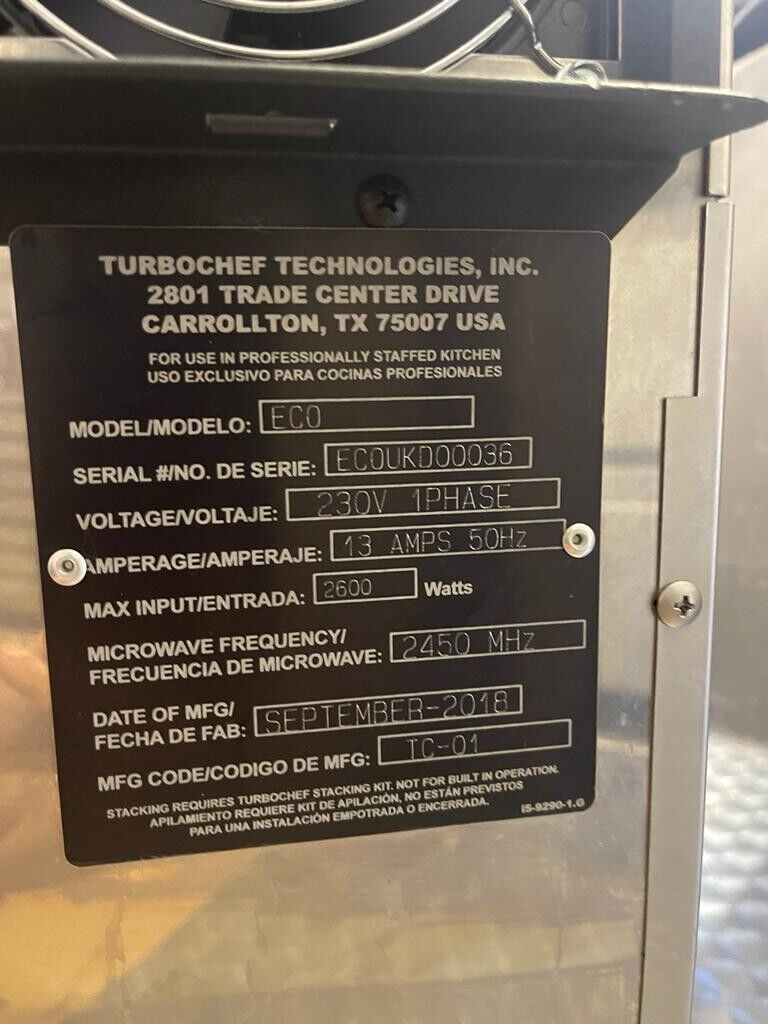 TURBOCHEF TECHNOLOGIES, INC.
2801 TRADE CENTER DRIVE
CARROLLTON, TX 75007 USA
FOR USE IN PROFESSIONALLY STAFFED KITCHEN
USO EXCLUSIVO PARA COCINAS PROFESIONALES
MODEL/MODELO: ECO
SERIAL #/NO. DE SERIE: ECOUKD00036
VOLTAGE/VOLTAJE: 230V 1PHASE
AMPERAGE/AMPERAJE: 13 AMPS 50Hz
MAX INPUT/ENTRADA: 2600 Watts
MICROWAVE FREQUENCY/
FRECUENCIA DE MICROWAVE: 2450 MHz
DATE OF MFG/
FECHA DE FAB: SEPTEMBER-2018
MFG CODE/CODIGO DE MFG: TC-01
STACKING REQUIRES TURBOCHEF STACKING KIT. NOT FOR BUILT IN OPERATION.
APILAMIENTO REQUIERE KIT DE APILACIÓN, NO ESTÁN PREVISTOS
PARA UNA INSTALACIÓN EMPOTRADA O ENCERRADA.
I5-9290-1.G